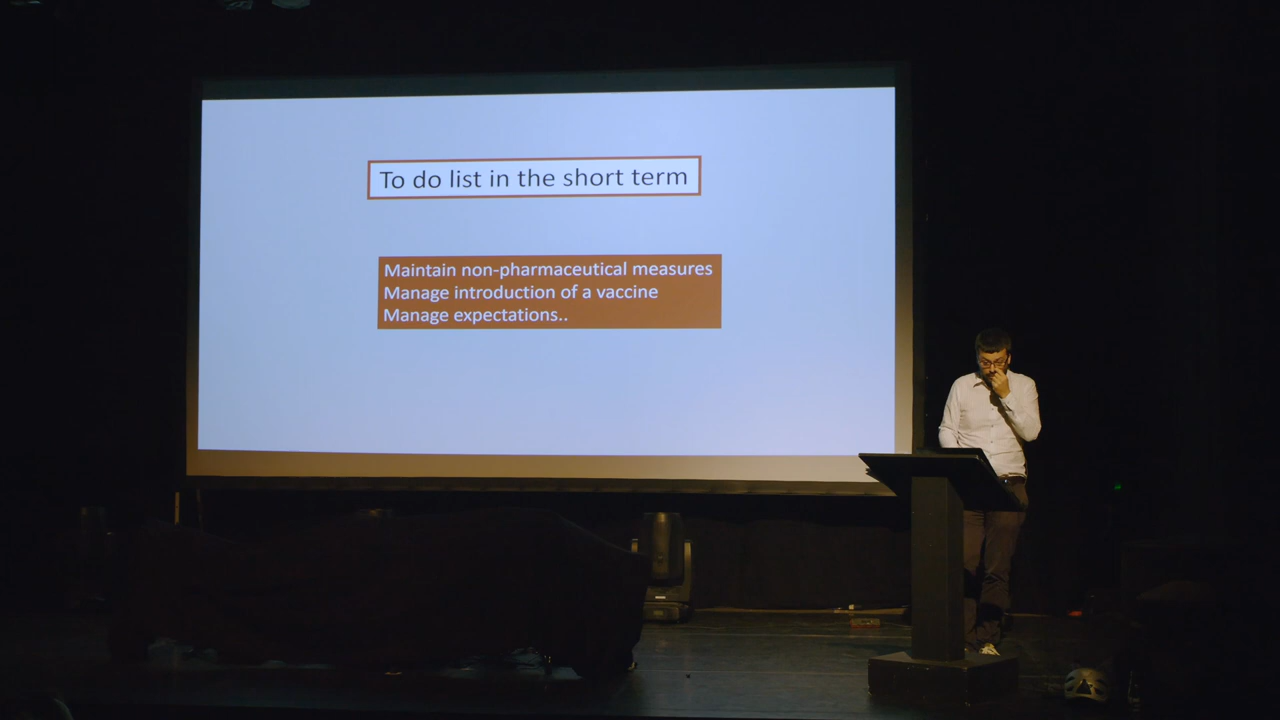 To do list in the short term
Maintain non-pharmaceutical measures
Manage introduction of a vaccine
Manage expectations..